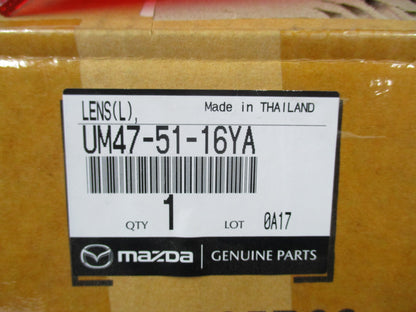 LENS(L), Made in THAILAND
UM47-51-16YA
QTY 1 LOT 0A17
mazda GENUINE PARTS